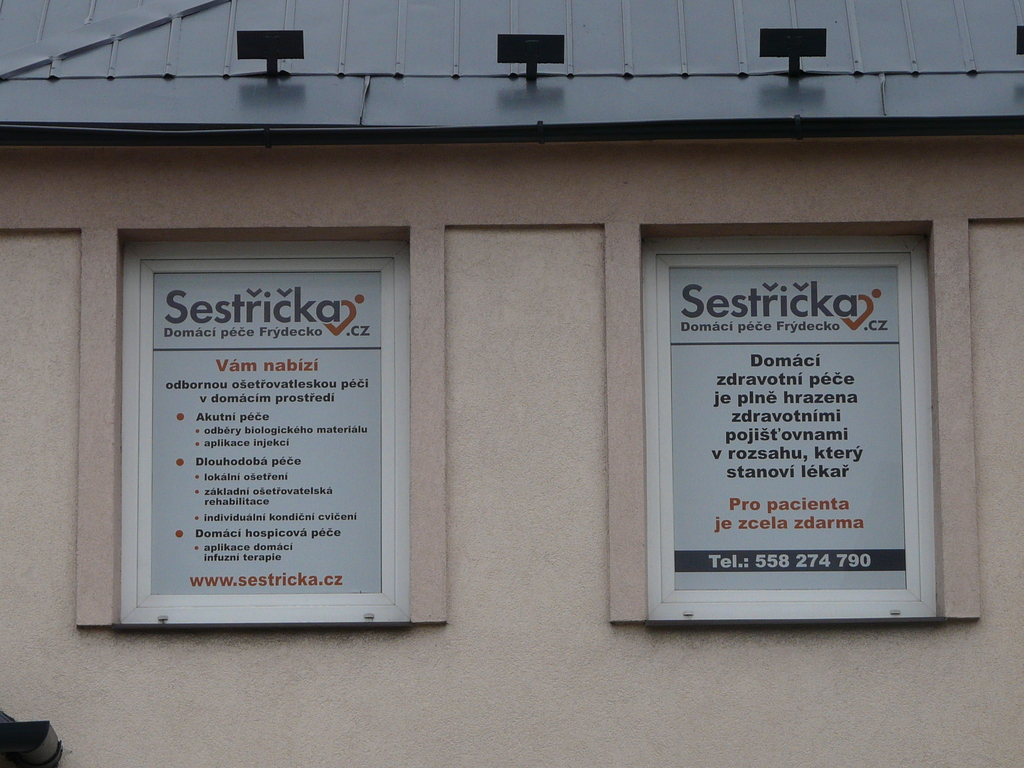 Sestřička.cz
Domácí péče Frýdecko
Vám nabízí
odbornou ošetřovatleskou péči
v domácím prostředí
Akutní péče
odběry biologického materiálu
aplikace injekcí
Dlouhodobá péče
lokální ošetření
základní ošetřovatelská
rehabilitace
individuální kondiční cvičení
Domácí hospicová péče
aplikace domácí
infuzní terapie
www.sestricka.cz
Sestřička.cz
Domácí péče Frýdecko
Domácí
zdravotní péče
je plně hrazena
zdravotními
pojišťovnami
v rozsahu, který
stanoví lékař
Pro pacienta
je zcela zdarma
Tel.: 558 274 790